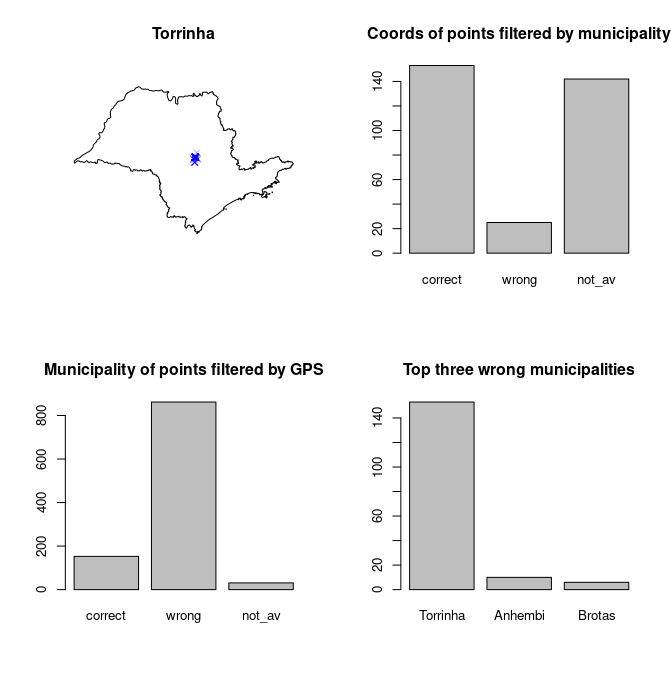 Torrinha
Coords of points filtered by municipality
0 20 60 100 140
correct wrong not_av
Municipality of points filtered by GPS
0 200 400 600 800
correct wrong not_av
Top three wrong municipalities
0 20 60 100 140
Torrinha Anhembi Brotas